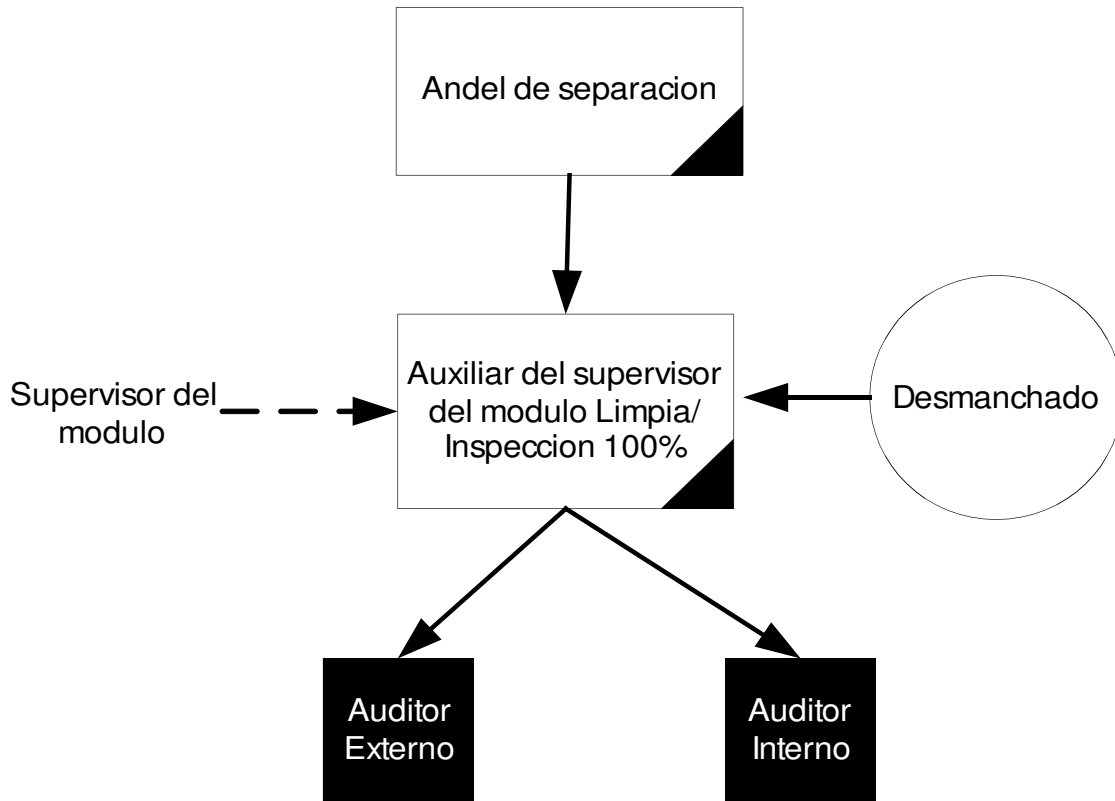 Andel de separacion
Auxiliar del supervisor
del modulo Limpia/
Inspeccion 100%
Supervisor del
modulo
Desmanchado
Auditor
Externo
Auditor
Interno